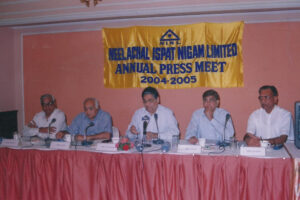 NEELACHAL ISPAT NIGAM LIMITED
ANNUAL PRESS MEET
2004-2005